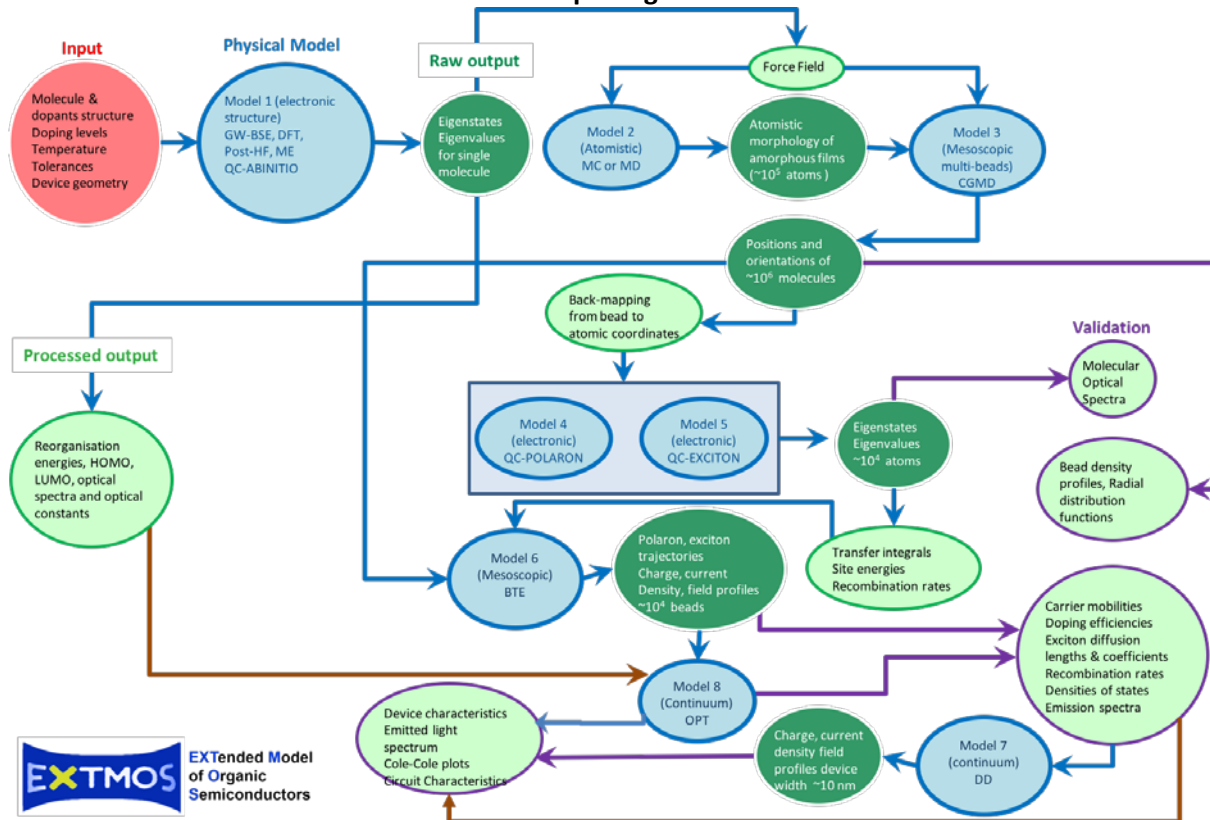 Input
Physical Model
Raw output
Molecule &
dopants structure
Doping levels
Temperature
Tolerances
Device geometry
Model 1 (electronic
structure)
GW-BSE, DFT,
Post-HF, ME
QC-ABINITIO
Eigenstates
Eigenvalues
for single
molecule
Force Field
Model 2
(Atomistic)
MC or MD
Atomistic
morphology of
amorphous films
(~10⁵ atoms )
Model 3
(Mesoscopic
multi-beads)
CGMD
Positions and
orientations of
~10⁶ molecules
Back-mapping
from bead to
atomic coordinates
Processed output
Validation
Molecular
Optical
Spectra
Model 4
(electronic)
QC-POLARON
Model 5
(electronic)
QC-EXCITON
Eigenstates
Eigenvalues
~10⁴ atoms
Reorganisation
energies, HOMO,
LUMO, optical
spectra and optical
constants
Bead density
profiles, Radial
distribution
functions
Model 6
(Mesoscopic)
BTE
Polaron, exciton
trajectories
Charge, current
Density, field profiles
~10⁴ beads
Transfer integrals
Site energies
Recombination rates
Carrier mobilities
Doping efficiencies
Exciton diffusion
lengths & coefficients
Recombination rates
Densities of states
Emission spectra
Model 8
(Continuum)
OPT
Device characteristics
Emitted light
spectrum
Cole-Cole plots
Circuit Characteristics
Charge, current
density field
profiles device
width ~10 nm
Model 7
(continuum)
DD
EXTMOS
EXTended Model
of Organic
Semiconductors